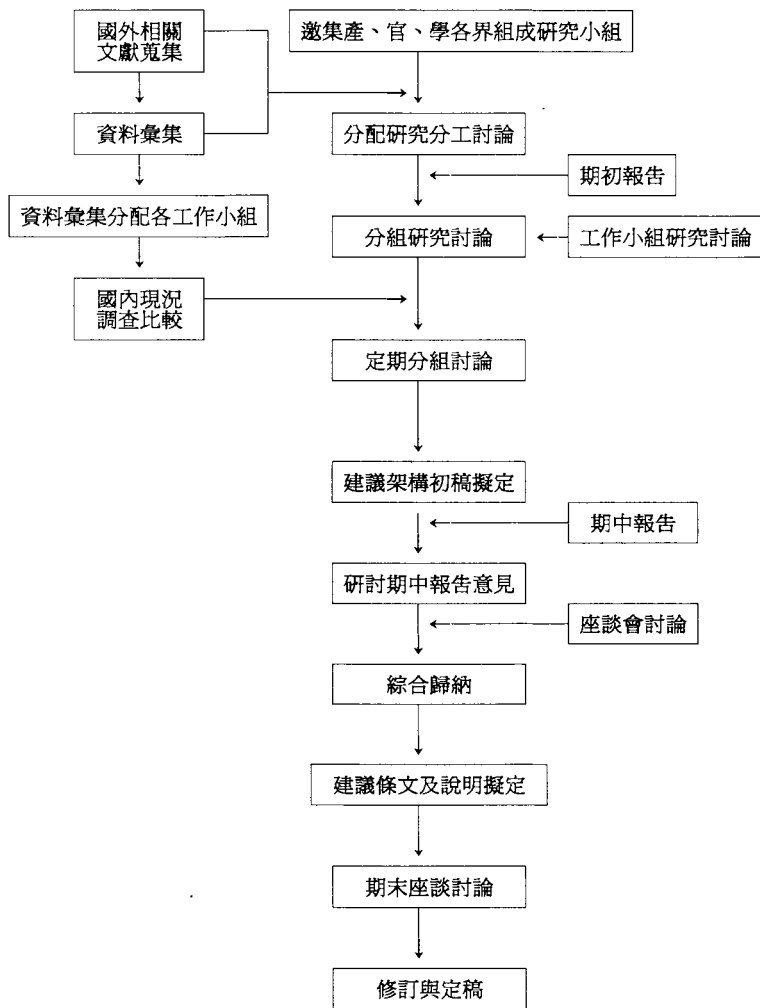 國外相關
文獻蒐集
邀集產、官、學各界組成研究小組
資料彙集
分配研究分工討論
期初報告
資料彙集分配各工作小組
分組研究討論
工作小組研究討論
國內現況
調查比較
定期分組討論
建議架構初稿擬定
期中報告
研討期中報告意見
座談會討論
綜合歸納
建議條文及說明擬定
期末座談討論
修訂與定稿